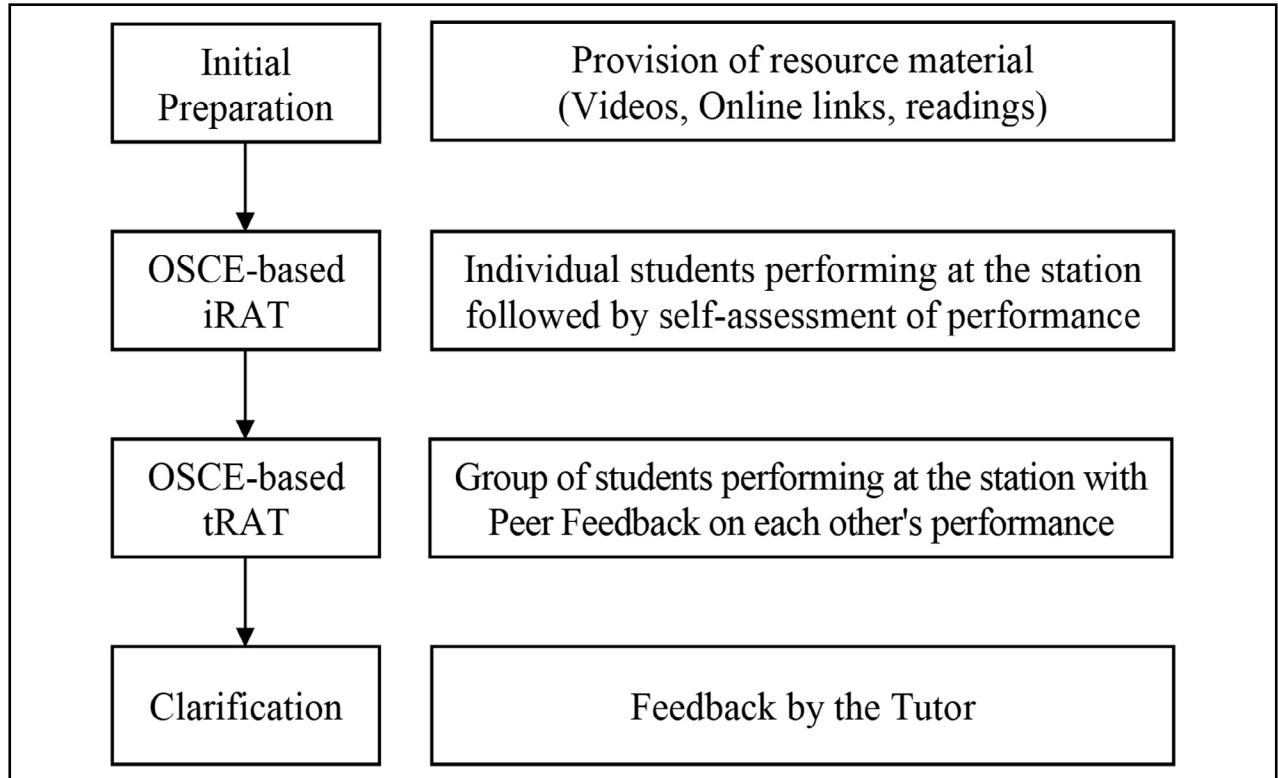 Initial
Preparation
Provision of resource material
(Videos, Online links, readings)
OSCE-based
iRAT
Individual students performing at the station
followed by self-assessment of performance
OSCE-based
tRAT
Group of students performing at the station with
Peer Feedback on each other's performance
Clarification
Feedback by the Tutor